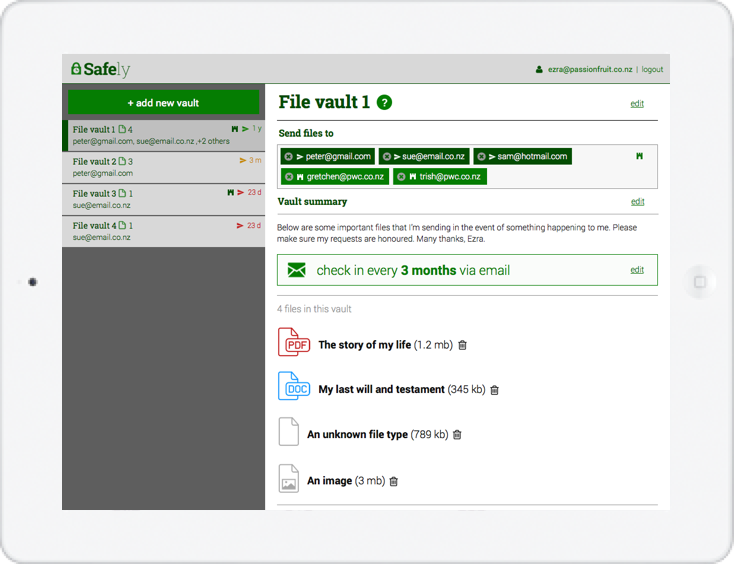 Safely
ezra@passionfruit.co.nz | logout
+ add new vault
File vault 1 4 1 y
peter@gmail.com, sue@email.co.nz ,+2 others
File vault 2 3 3 m
peter@gmail.com
File vault 3 1 23 d
sue@email.co.nz
File vault 4 1 23 d
sue@email.co.nz
File vault 1 ? edit
Send files to
peter@gmail.com sue@email.co.nz sam@hotmail.com
gretchen@pwc.co.nz trish@pwc.co.nz
Vault summary edit
Below are some important files that I'm sending in the event of something happening to me. Please
make sure my requests are honoured. Many thanks, Ezra.
check in every 3 months via email edit
4 files in this vault
PDF The story of my life (1.2 mb)
DOC My last will and testament (345 kb)
An unknown file type (789 kb)
An image (3 mb)